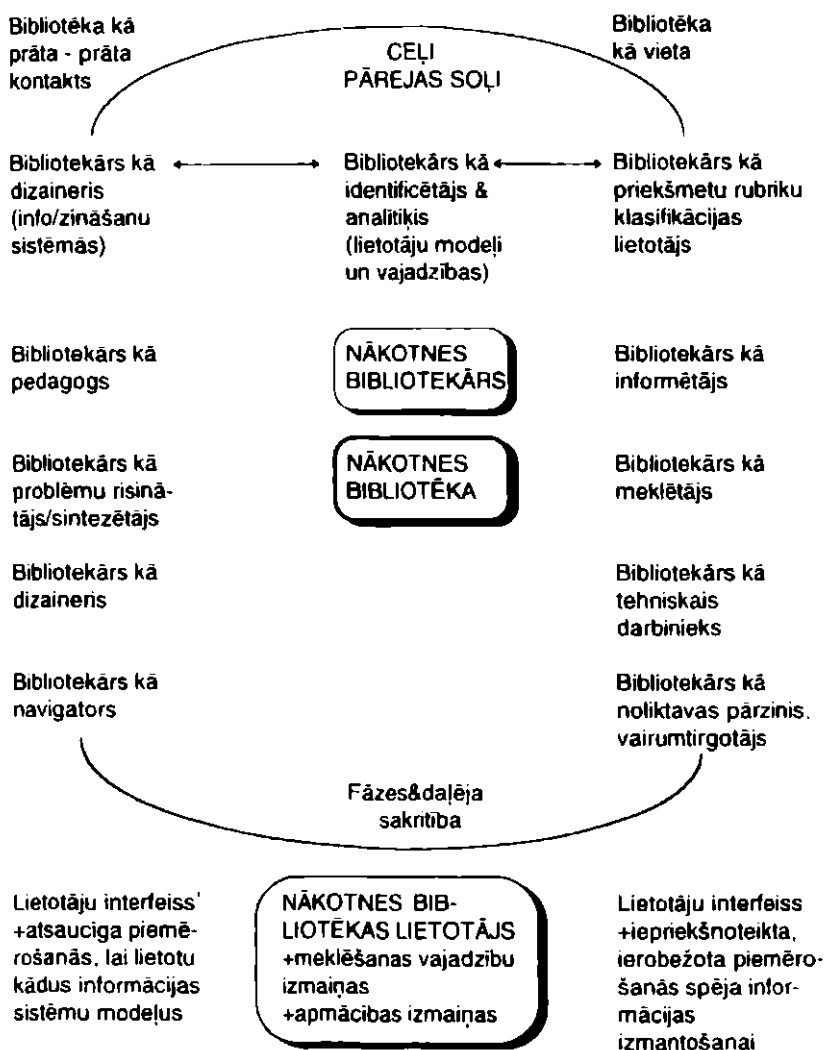 Bibliotēka kā
prāta - prāta
kontakts
CEĻI
PĀREJAS SOĻI
Bibliotēka
kā vieta
Bibliotekārs kā
dizaineris
(info/zināšanu
sistēmās)
Bibliotekārs kā
identificētājs &
analītiķis
(lietotāju modeļi
un vajadzības)
Bibliotekārs kā
priekšmetu rubriku
klasifikācijas
lietotājs
Bibliotekārs kā
pedagogs
NĀKOTNES
BIBLIOTEKĀRS
Bibliotekārs kā
informētājs
Bibliotekārs kā
problēmu risinā-
tājs/sintezētājs
NĀKOTNES
BIBLIOTĒKA
Bibliotekārs kā
meklētājs
Bibliotekārs kā
dizaineris
Bibliotekārs kā
tehniskais
darbinieks
Bibliotekārs kā
navigators
Bibliotekārs kā
noliktavas pārzinis,
vairumtirgotājs
Fāzes&daļēja
sakritība
Lietotāju interfeiss'
+atsaucīga piemē-
rošanās, lai lietotu
kādus informācijas
sistēmu modeļus
NĀKOTNES BIB-
LIOTĒKAS LIETOTĀJS
+meklēšanas vajadzību
izmaiņas
+apmācības izmaiņas
Lietotāju interfeiss
+iepriekšnoteikta,
ierobežota piemēro-
šanās spēja infor-
mācijas
izmantošanai